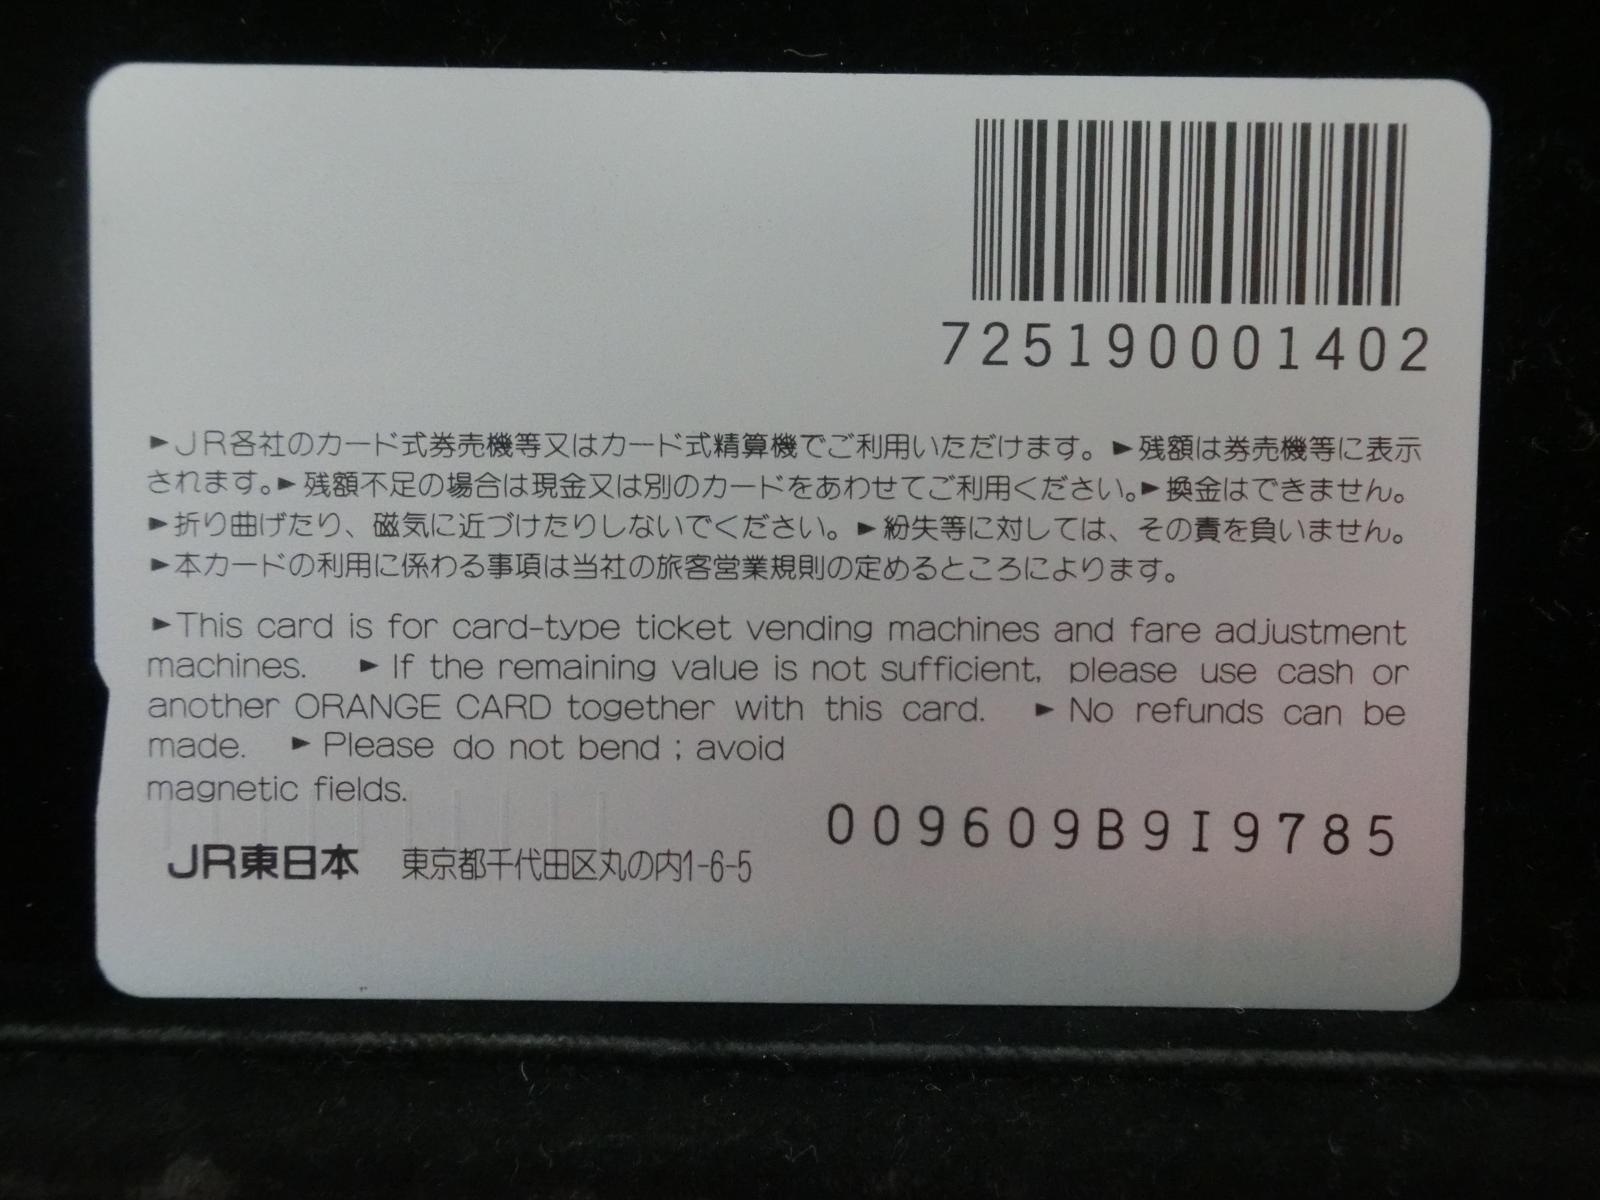 725190001402
►JR各社のカード式券売機等又はカード式精算機でご利用いただけます。►残額は券売機等に表示
されます。►残額不足の場合は現金又は別のカードをあわせてご利用ください。►換金はできません。
►折り曲げたり、磁気に近づけたりしないでください。►紛失等に対しては、その責を負いません。
►本カードの利用に係わる事項は当社の旅客営業規則の定めるところによります。
►This card is for card-type ticket vending machines and fare adjustment
machines. ►If the remaining value is not sufficient, please use cash or
another ORANGE CARD together with this card. ►No refunds can be
made. ►Please do not bend ; avoid
magnetic fields.
009609B9I9785
JR東日本 東京都千代田区丸の内1-6-5